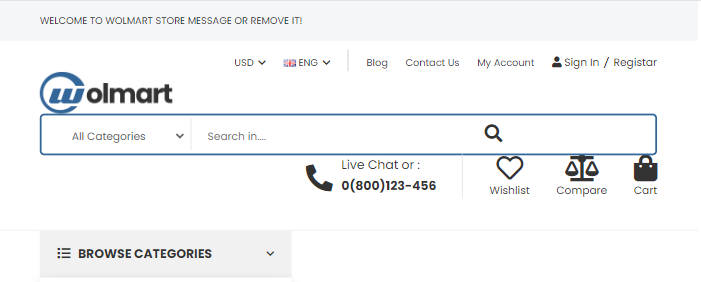 WELCOME TO WOLMART STORE MESSAGE OR REMOVE IT!
USD ENG Blog Contact Us My Account Sign In / Registar
Wolmart
All Categories Search in....
Live Chat or :
0(800)123-456
Wishlist Compare Cart
BROWSE CATEGORIES